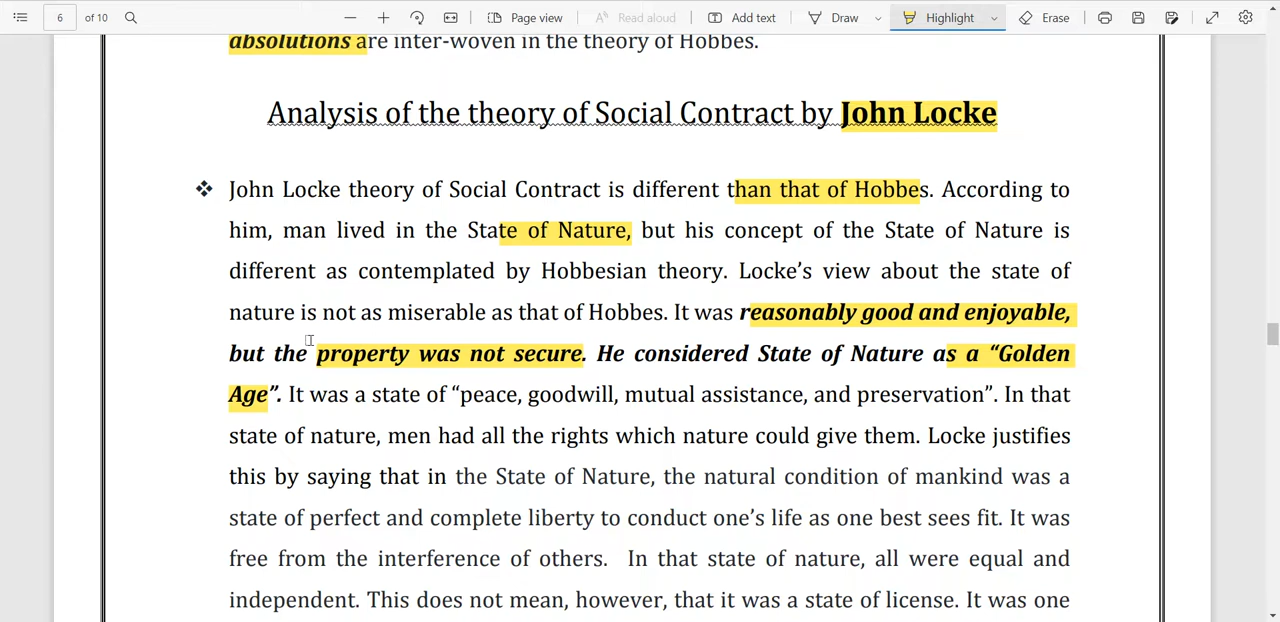 6 of 10 Page view Read aloud Add text Draw Highlight Erase
absolutions are inter-woven in the theory of Hobbes.
Analysis of the theory of Social Contract by John Locke
❖ John Locke theory of Social Contract is different than that of Hobbes. According to
him, man lived in the State of Nature, but his concept of the State of Nature is
different as contemplated by Hobbesian theory. Locke’s view about the state of
nature is not as miserable as that of Hobbes. It was reasonably good and enjoyable,
but the property was not secure. He considered State of Nature as a “Golden
Age”. It was a state of “peace, goodwill, mutual assistance, and preservation”. In that
state of nature, men had all the rights which nature could give them. Locke justifies
this by saying that in the State of Nature, the natural condition of mankind was a
state of perfect and complete liberty to conduct one’s life as one best sees fit. It was
free from the interference of others. In that state of nature, all were equal and
independent. This does not mean, however, that it was a state of license. It was one